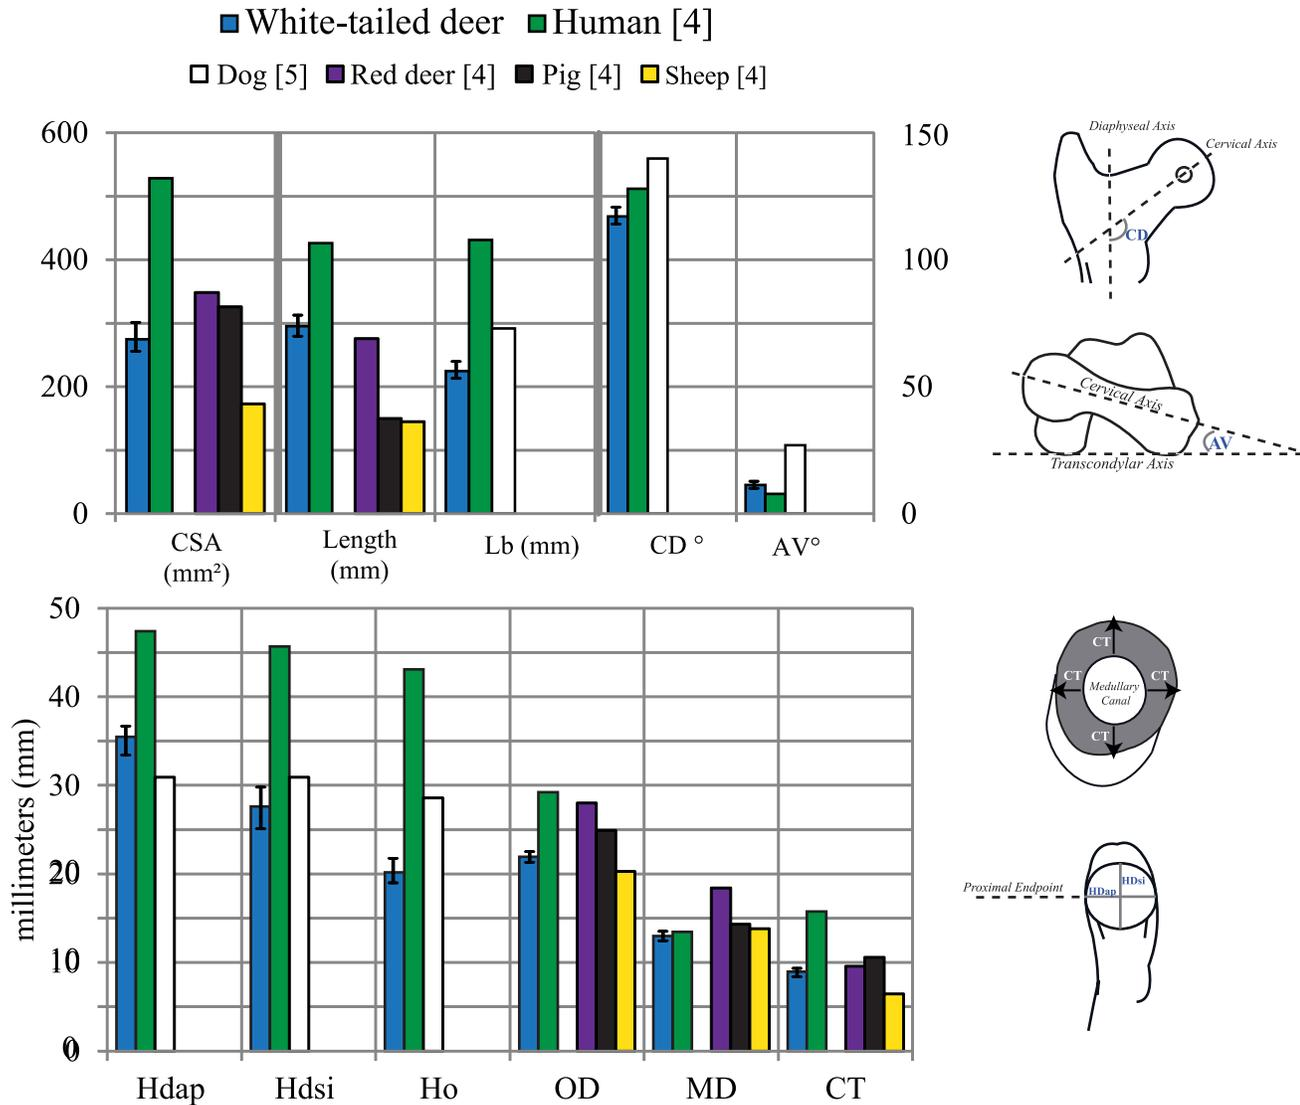 White-tailed deer Human [4]
Dog [5] Red deer [4] Pig [4] Sheep [4]
600
400
200
0
150
100
50
0
CSA
(mm²)
Length
(mm)
Lb (mm)
CD °
AV°
Diaphyseal Axis
Cervical Axis
CD
Cervical Axis
AV
Transcondylar Axis
50
40
30
20
10
0
millimeters (mm)
Hdap Hdsi Ho OD MD CT
CT
CT
CT
Medullary
Canal
CT
Proximal Endpoint
HDap
HDsi